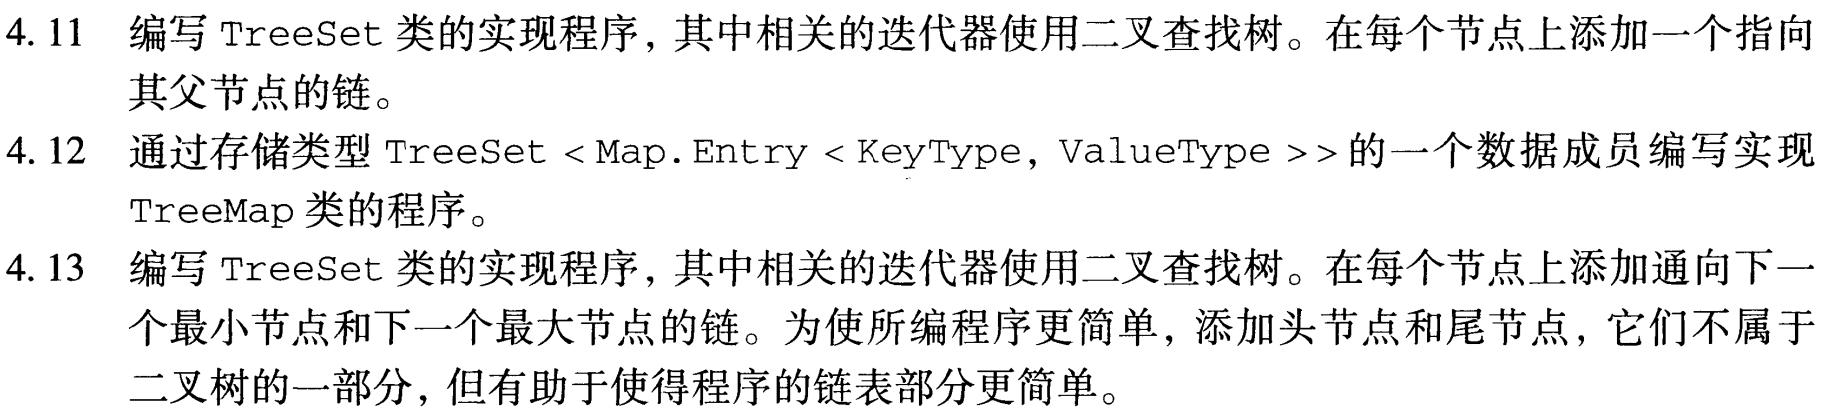 4.11 编写 TreeSet 类的实现程序，其中相关的迭代器使用二叉查找树。在每个节点上添加一个指向
其父节点的链。
4.12 通过存储类型 TreeSet < Map.Entry < KeyType, ValueType >>的一个数据成员编写实现
TreeMap 类的程序。
4.13 编写 TreeSet 类的实现程序，其中相关的迭代器使用二叉查找树。在每个节点上添加通向下一
个最小节点和下一个最大节点的链。为使所编程序更简单，添加头节点和尾节点，它们不属于
二叉树的一部分，但有助于使得程序的链表部分更简单。